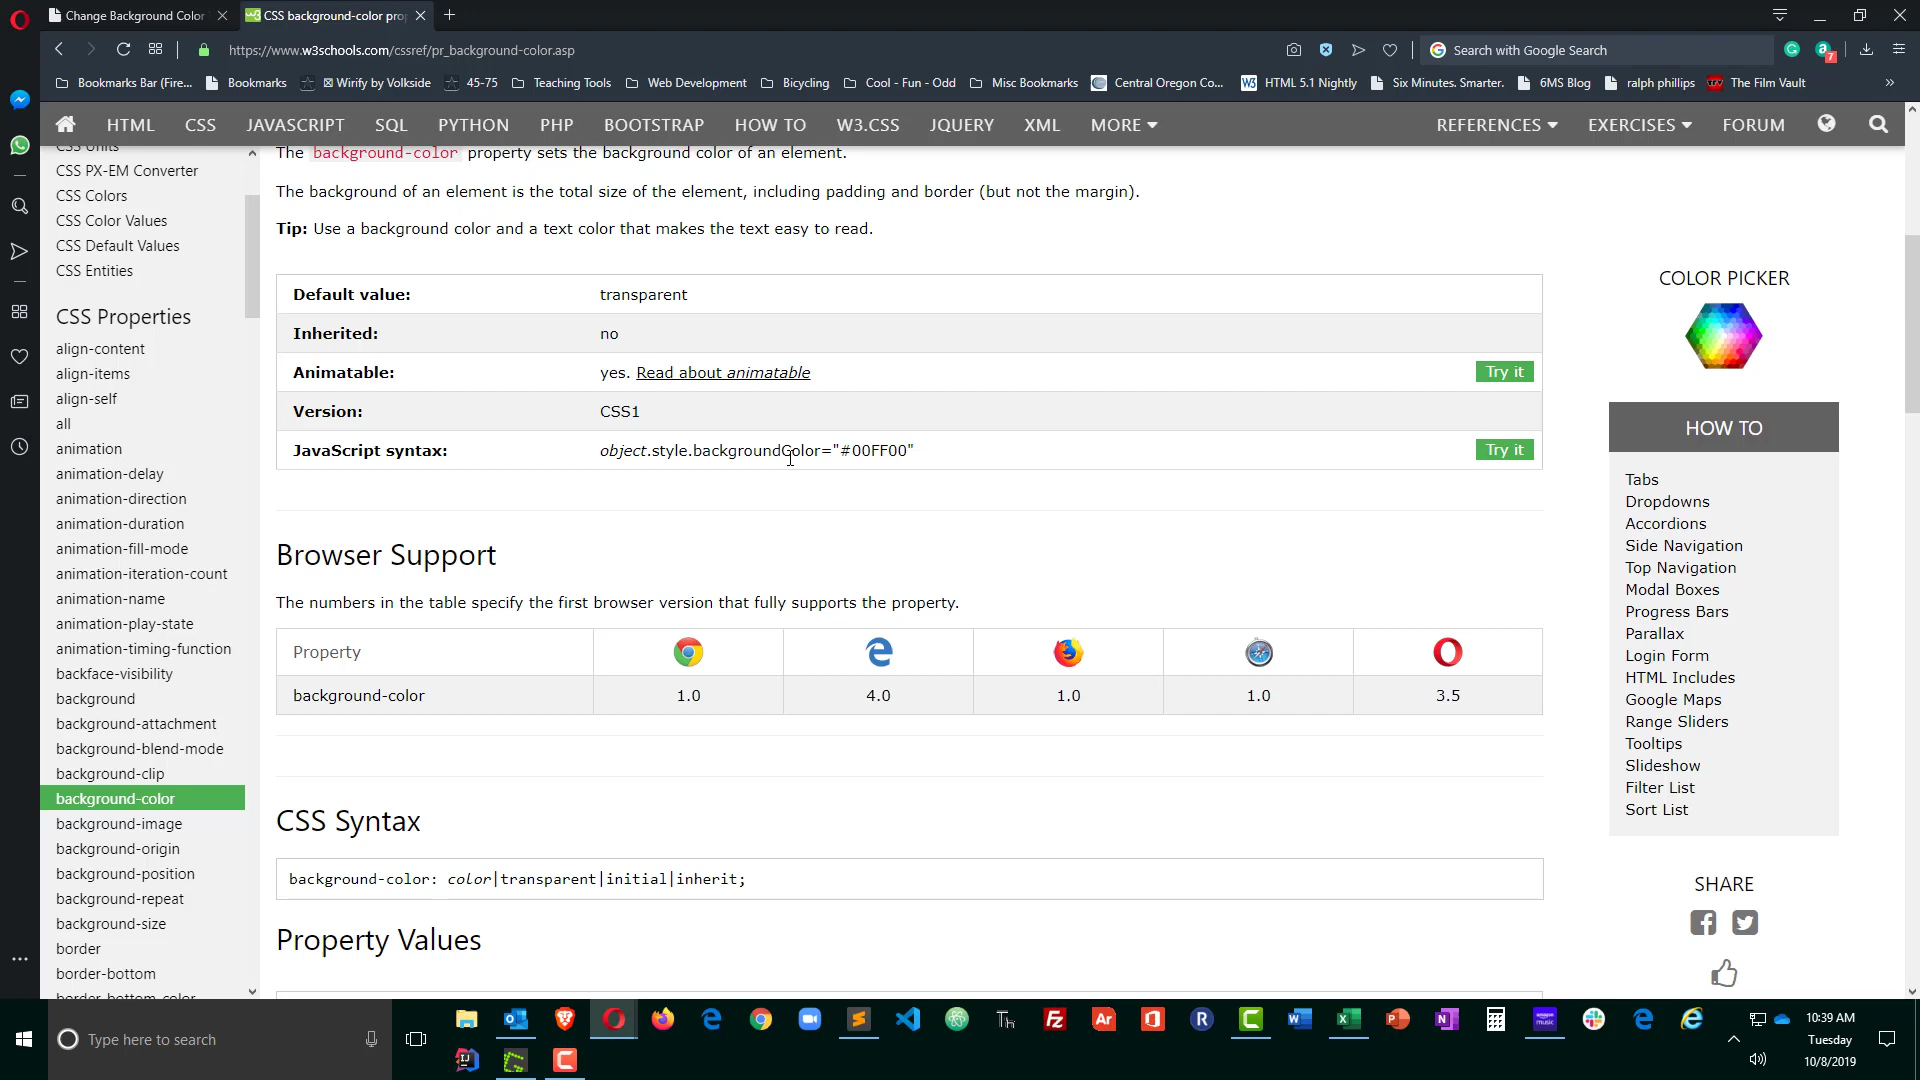 Change Background Color
CSS background-color prop
https://www.w3schools.com/cssref/pr_background-color.asp
Search with Google Search
7
Bookmarks Bar (Fire...
Bookmarks
Wirify by Volkside
45-75
Teaching Tools
Web Development
Bicycling
Cool - Fun - Odd
Misc Bookmarks
Central Oregon Co...
HTML 5.1 Nightly
Six Minutes. Smarter.
6MS Blog
ralph phillips
The Film Vault
HTML
CSS
JAVASCRIPT
SQL
PYTHON
PHP
BOOTSTRAP
HOW TO
W3.CSS
JQUERY
XML
MORE
REFERENCES
EXERCISES
FORUM
CSS Units
CSS PX-EM Converter
CSS Colors
CSS Color Values
CSS Default Values
CSS Entities
CSS Properties
align-content
align-items
align-self
all
animation
animation-delay
animation-direction
animation-duration
animation-fill-mode
animation-iteration-count
animation-name
animation-play-state
animation-timing-function
backface-visibility
background
background-attachment
background-blend-mode
background-clip
background-color
background-image
background-origin
background-position
background-repeat
background-size
border
border-bottom
border-bottom-color
The background-color property sets the background color of an element.
The background of an element is the total size of the element, including padding and border (but not the margin).
Tip: Use a background color and a text color that makes the text easy to read.
Default value: transparent
Inherited: no
Animatable: yes. Read about animatable Try it
Version: CSS1
JavaScript syntax: object.style.backgroundColor="#00FF00" Try it
Browser Support
The numbers in the table specify the first browser version that fully supports the property.
Property
background-color 1.0 4.0 1.0 1.0 3.5
CSS Syntax
background-color: color|transparent|initial|inherit;
Property Values
COLOR PICKER
HOW TO
Tabs
Dropdowns
Accordions
Side Navigation
Top Navigation
Modal Boxes
Progress Bars
Parallax
Login Form
HTML Includes
Google Maps
Range Sliders
Tooltips
Slideshow
Filter List
Sort List
SHARE
Type here to search
10:39 AM
Tuesday
10/8/2019